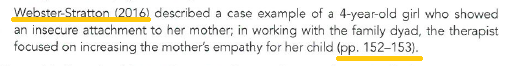 Webster-Stratton (2016) described a case example of a 4-year-old girl who showed
an insecure attachment to her mother; in working with the family dyad, the therapist
focused on increasing the mother's empathy for her child (pp. 152–153).